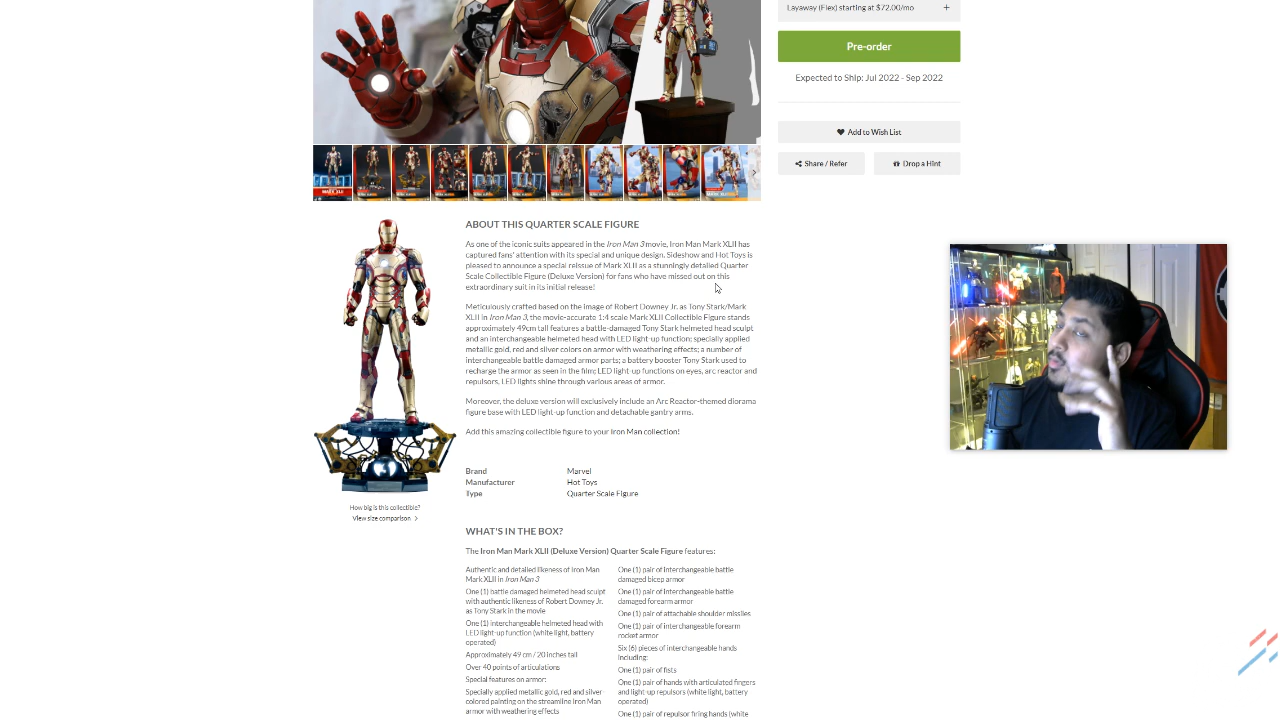 Layaway (Flex) starting at $72.00/mo +
Pre-order
Expected to Ship: Jul 2022 - Sep 2022
Add to Wish List
Share / Refer
Drop a Hint
ABOUT THIS QUARTER SCALE FIGURE
As one of the iconic suits appeared in the Iron Man 3 movie, Iron Man Mark XLII has
captured fans' attention with its special and unique design. Sideshow and Hot Toys is
pleased to announce a special reissue of Mark XLII as a stunningly detailed Quarter
Scale Collectible Figure (Deluxe Version) for fans who have missed out on this
extraordinary suit in its initial release!
Meticulously crafted based on the image of Robert Downey Jr. as Tony Stark/Mark
XLII in Iron Man 3, the movie-accurate 1:4 scale Mark XLII Collectible Figure stands
approximately 49cm tall features a battle-damaged Tony Stark helmeted head sculpt
and an interchangeable helmeted head with LED light-up function; specially applied
metallic gold, red and silver colors on armor with weathering effects; a number of
interchangeable battle damaged armor parts; a battery booster Tony Stark used to
recharge the armor as seen in the film; LED light-up functions on eyes, arc reactor and
repulsors, LED lights shine through various areas of armor.
Moreover, the deluxe version will exclusively include an Arc Reactor-themed diorama
figure base with LED light-up function and detachable gantry arms.
Add this amazing collectible figure to your Iron Man collection!
Brand Marvel
Manufacturer Hot Toys
Type Quarter Scale Figure
How big is this collectible?
View size comparison >
WHAT'S IN THE BOX?
The Iron Man Mark XLII (Deluxe Version) Quarter Scale Figure features:
Authentic and detailed likeness of Iron Man
Mark XLII in Iron Man 3
One (1) battle damaged helmeted head sculpt
with authentic likeness of Robert Downey Jr.
as Tony Stark in the movie
One (1) interchangeable helmeted head with
LED light-up function (white light, battery
operated)
Approximately 49 cm / 20 inches tall
Over 40 points of articulations
Special features on armor:
Specially applied metallic gold, red and silver
colored painting on the streamline Iron Man
armor with weathering effects
One (1) pair of interchangeable battle
damaged bicep armor
One (1) pair of interchangeable battle
damaged forearm armor
One (1) pair of attachable shoulder missiles
One (1) pair of interchangeable forearm
rocket armor
Six (6) pieces of interchangeable hands
including:
One (1) pair of fists
One (1) pair of hands with articulated fingers
and light-up repulsors (white light, battery
operated)
One (1) pair of repulsor firing hands (white